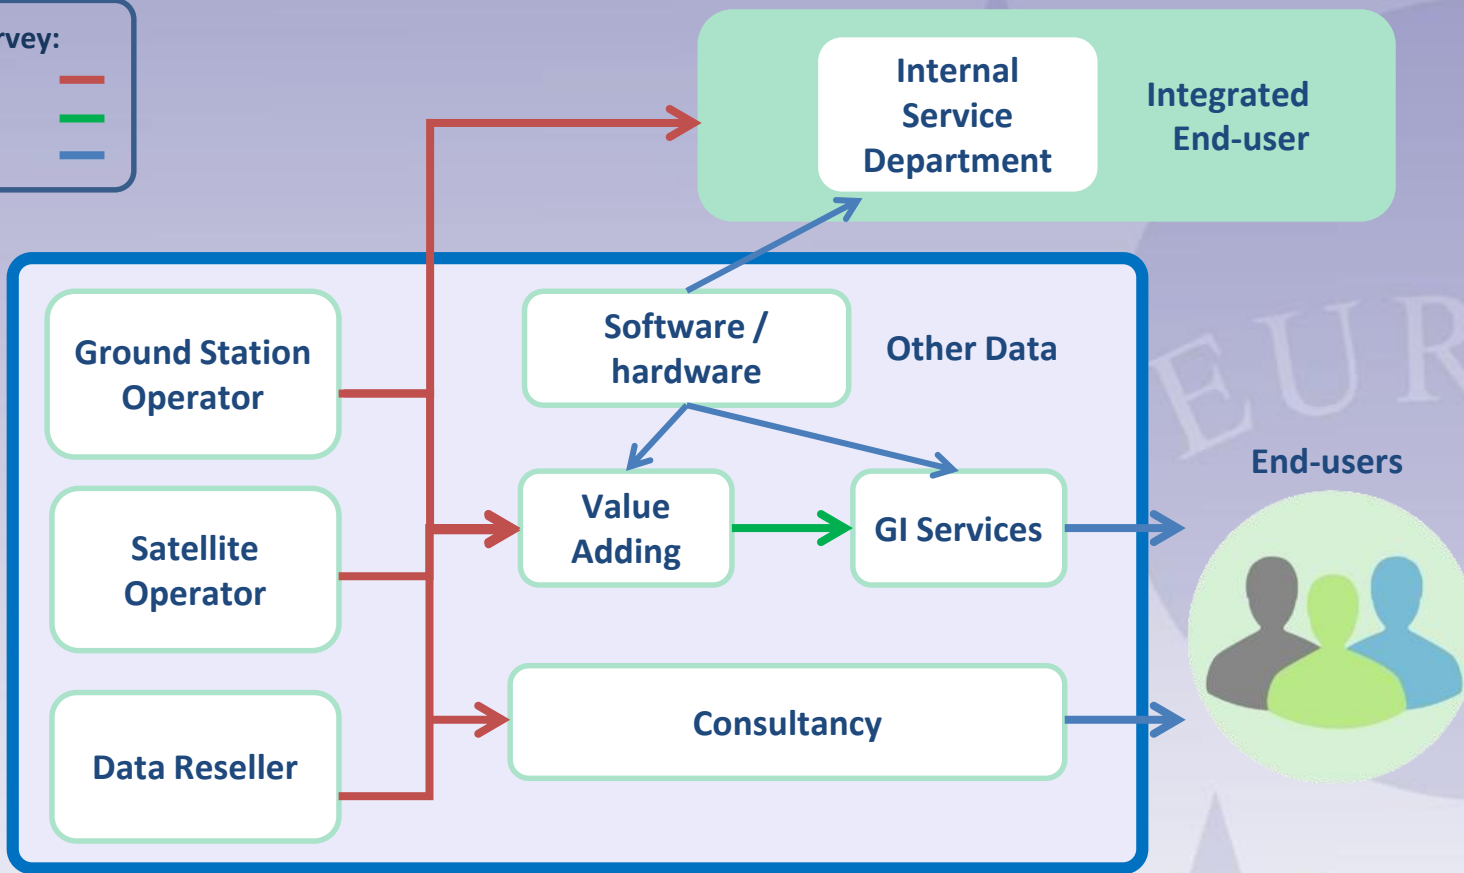 Internal
Service
Department
Integrated
End-user
Ground Station
Operator
Software /
hardware
Other Data
End-users
Value
Adding
GI Services
Satellite
Operator
Consultancy
Data Reseller